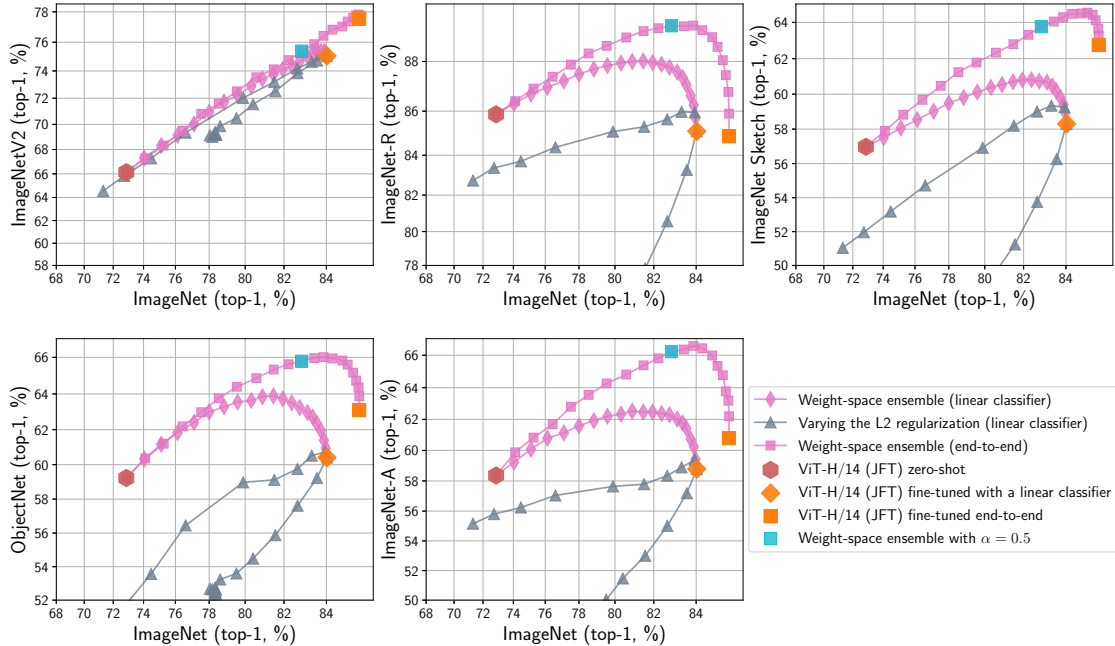 78
76
74
72
70
68
66
64
62
60
58
68 70 72 74 76 78 80 82 84
ImageNet (top-1, %)
ImageNetV2 (top-1, %)
88
86
84
82
80
78
68 70 72 74 76 78 80 82 84
ImageNet (top-1, %)
ImageNet-R (top-1, %)
64
62
60
58
56
54
52
50
68 70 72 74 76 78 80 82 84
ImageNet (top-1, %)
ImageNet Sketch (top-1, %)
66
64
62
60
58
56
54
52
68 70 72 74 76 78 80 82 84
ImageNet (top-1, %)
ObjectNet (top-1, %)
66
64
62
60
58
56
54
52
50
68 70 72 74 76 78 80 82 84
ImageNet (top-1, %)
ImageNet-A (top-1, %)
Weight-space ensemble (linear classifier)
Varying the L2 regularization (linear classifier)
Weight-space ensemble (end-to-end)
ViT-H/14 (JFT) zero-shot
ViT-H/14 (JFT) fine-tuned with a linear classifier
ViT-H/14 (JFT) fine-tuned end-to-end
Weight-space ensemble with α = 0.5